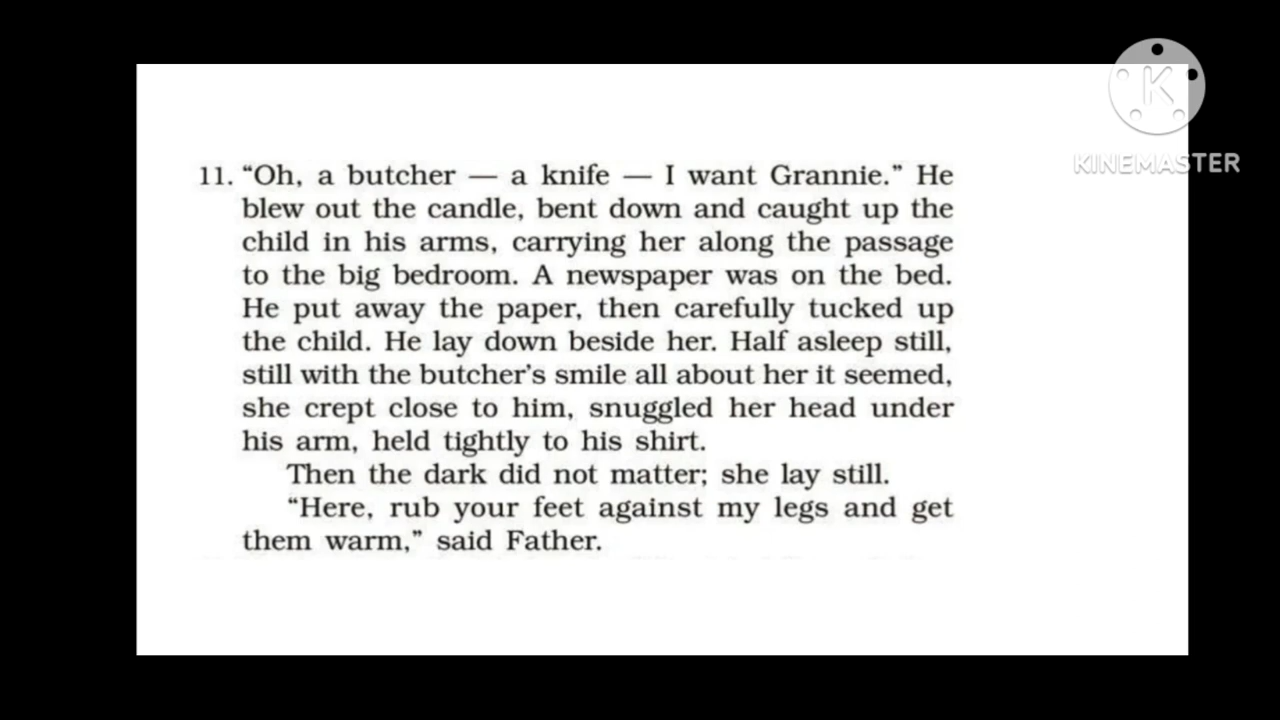 KINEMASTER
11. “Oh, a butcher — a knife — I want Grannie.” He
blew out the candle, bent down and caught up the
child in his arms, carrying her along the passage
to the big bedroom. A newspaper was on the bed.
He put away the paper, then carefully tucked up
the child. He lay down beside her. Half asleep still,
still with the butcher’s smile all about her it seemed,
she crept close to him, snuggled her head under
his arm, held tightly to his shirt.
Then the dark did not matter; she lay still.
“Here, rub your feet against my legs and get
them warm,” said Father.